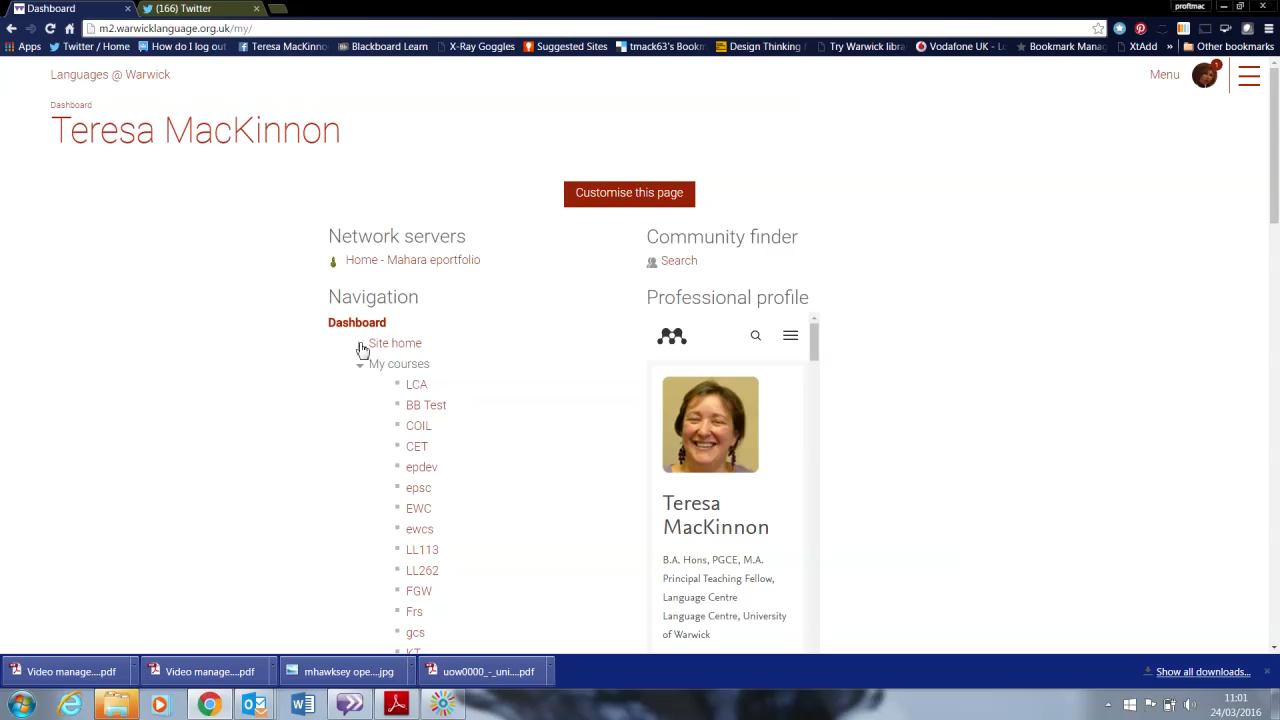 Dashboard
(166) Twitter
proftmac
m2.warwicklanguage.org.uk/my/
Apps
Twitter / Home
How do I log out
Teresa MacKinno
Blackboard Learn
X-Ray Goggles
Suggested Sites
tmack63's Bookm
Design Thinking /
Try Warwick libra
Vodafone UK - Lo
Bookmark Manag
XtAdd
»
Other bookmarks
Languages @ Warwick
Menu
1
Dashboard
Teresa MacKinnon
Customise this page
Network servers
Home - Mahara eportfolio
Community finder
Search
Navigation
Dashboard
Site home
My courses
LCA
BB Test
COIL
CET
epdev
epsc
EWC
ewcs
LL113
LL262
FGW
Frs
gcs
KT
Professional profile
Teresa
MacKinnon
B.A. Hons, PGCE, M.A.
Principal Teaching Fellow,
Language Centre
Language Centre, University
of Warwick
Video manage....pdf
Video manage....pdf
mhawksey ope....jpg
uow0000_-_uni....pdf
Show all downloads...
11:01
24/03/2016